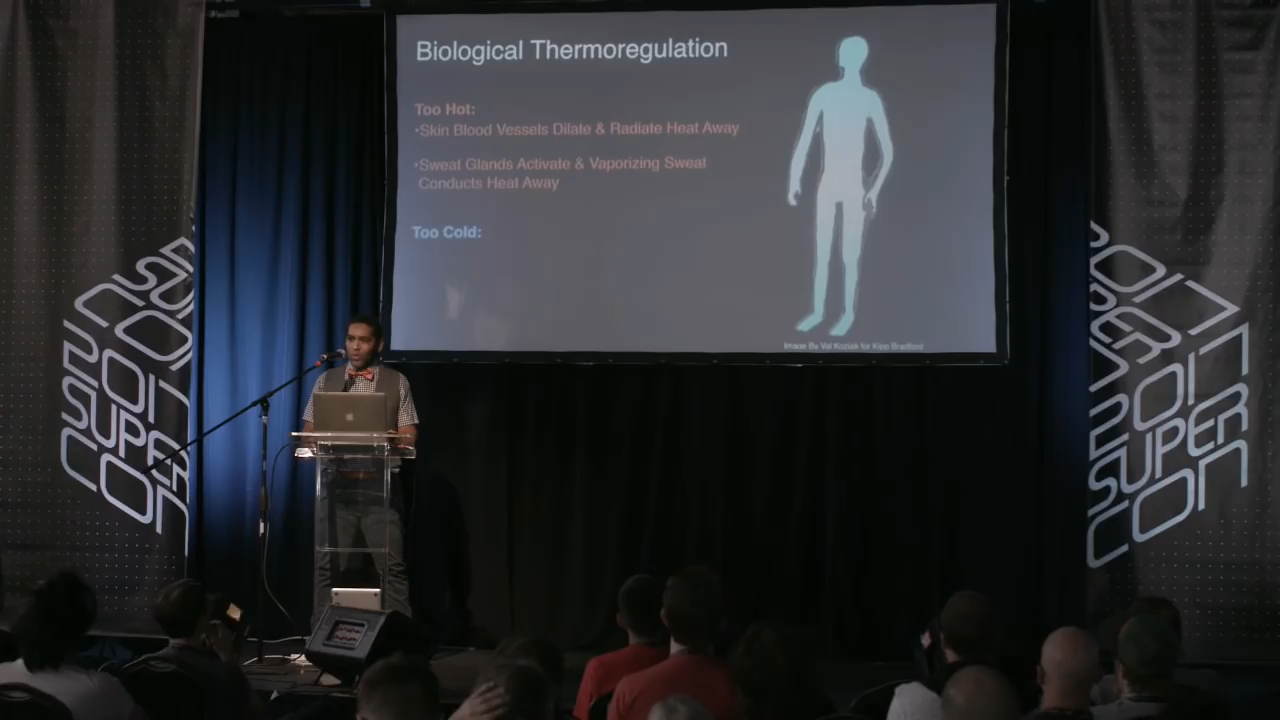 Biological Thermoregulation
Too Hot:
•Skin Blood Vessels Dilate & Radiate Heat Away
•Sweat Glands Activate & Vaporizing Sweat
Conducts Heat Away
Too Cold:
Image By Val Koziak for Kipp Bradford
2017
SUPER
CON
2017
SUPER
CON